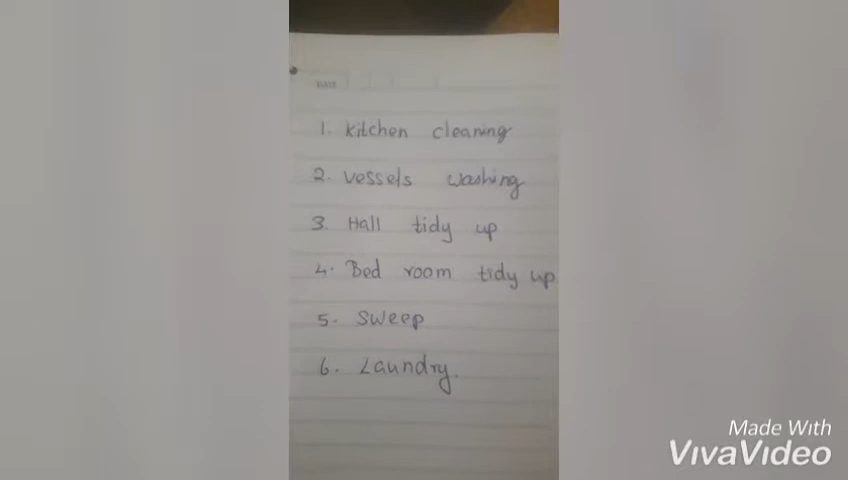 DATE
1. Kitchen cleaning
2. vessels washing
3. Hall tidy up
4. Bed room tidy up
5. Sweep
6. Laundry.
Made With
VivaVideo